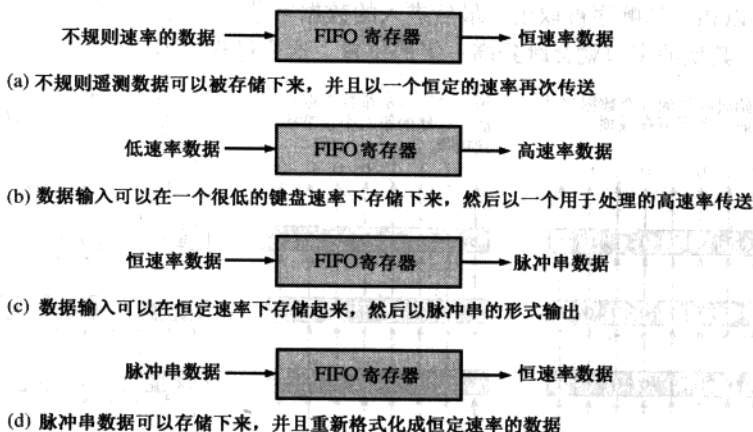 不规则速率的数据 FIFO 寄存器 恒速率数据
(a) 不规则遥测数据可以被存储下来，并且以一个恒定的速率再次传送
低速率数据 FIFO 寄存器 高速率数据
(b) 数据输入可以在一个很低的键盘速率下存储下来，然后以一个用于处理的高速率传送
恒速率数据 FIFO寄存器 脉冲串数据
(c) 数据输入可以在恒定速率下存储起来，然后以脉冲串的形式输出
脉冲串数据 FIFO 寄存器 恒速率数据
(d) 脉冲串数据可以存储下来，并且重新格式化成恒定速率的数据